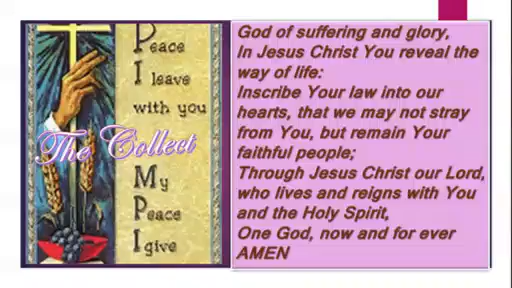 Peace
I leave
with you
The Collect
My
Peace
I give
God of suffering and glory,
In Jesus Christ You reveal the
way of life:
Inscribe Your law into our
hearts, that we may not stray
from You, but remain Your
faithful people;
Through Jesus Christ our Lord,
who lives and reigns with You
and the Holy Spirit,
One God, now and for ever
AMEN